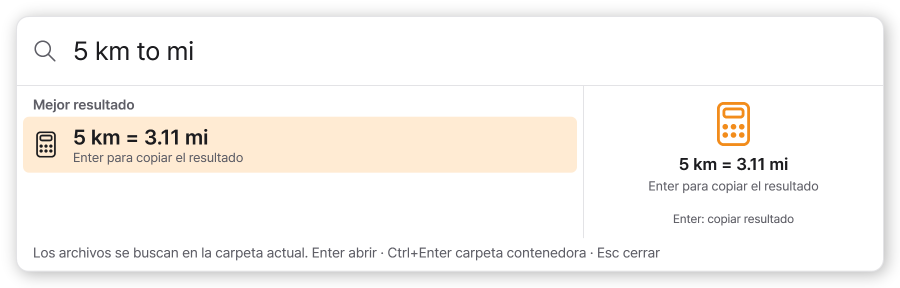 5 km to mi
Mejor resultado
5 km = 3.11 mi
Enter para copiar el resultado
5 km = 3.11 mi
Enter para copiar el resultado
Enter: copiar resultado
Los archivos se buscan en la carpeta actual. Enter abrir · Ctrl+Enter carpeta contenedora · Esc cerrar